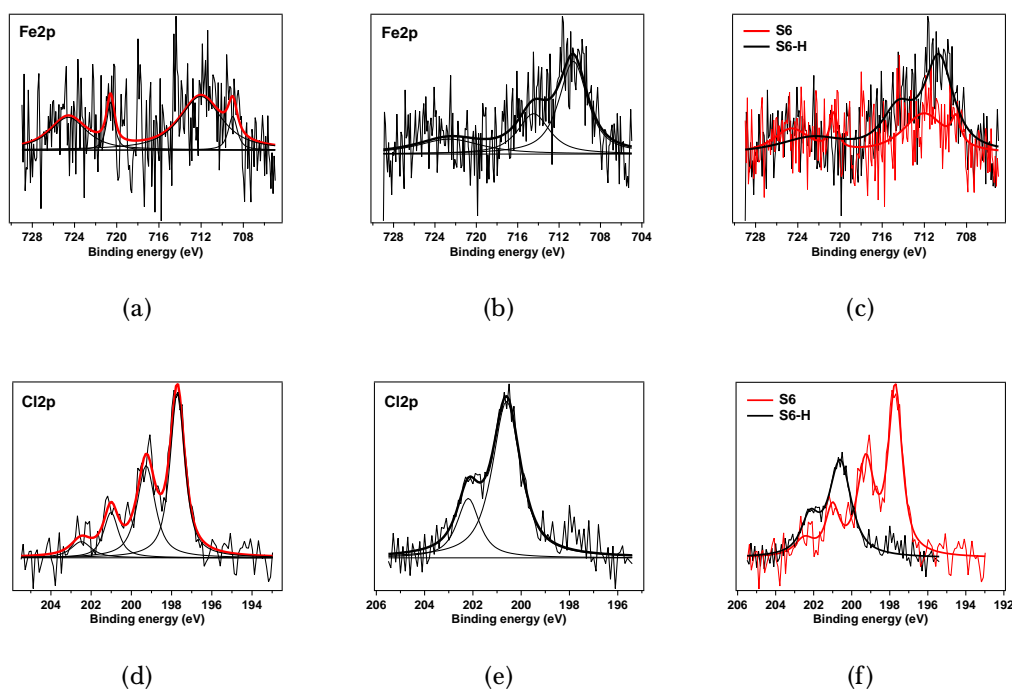 Fe2p
728 724 720 716 712 708
Binding energy (eV)
(a)
Fe2p
728 724 720 716 712 708 704
Binding energy (eV)
(b)
S6
S6-H
728 724 720 716 712 708
Binding energy (eV)
(c)
Cl2p
204 202 200 198 196 194
Binding energy (eV)
(d)
Cl2p
206 204 202 200 198 196
Binding energy (eV)
(e)
S6
S6-H
206 204 202 200 198 196 194 192
Binding energy (eV)
(f)